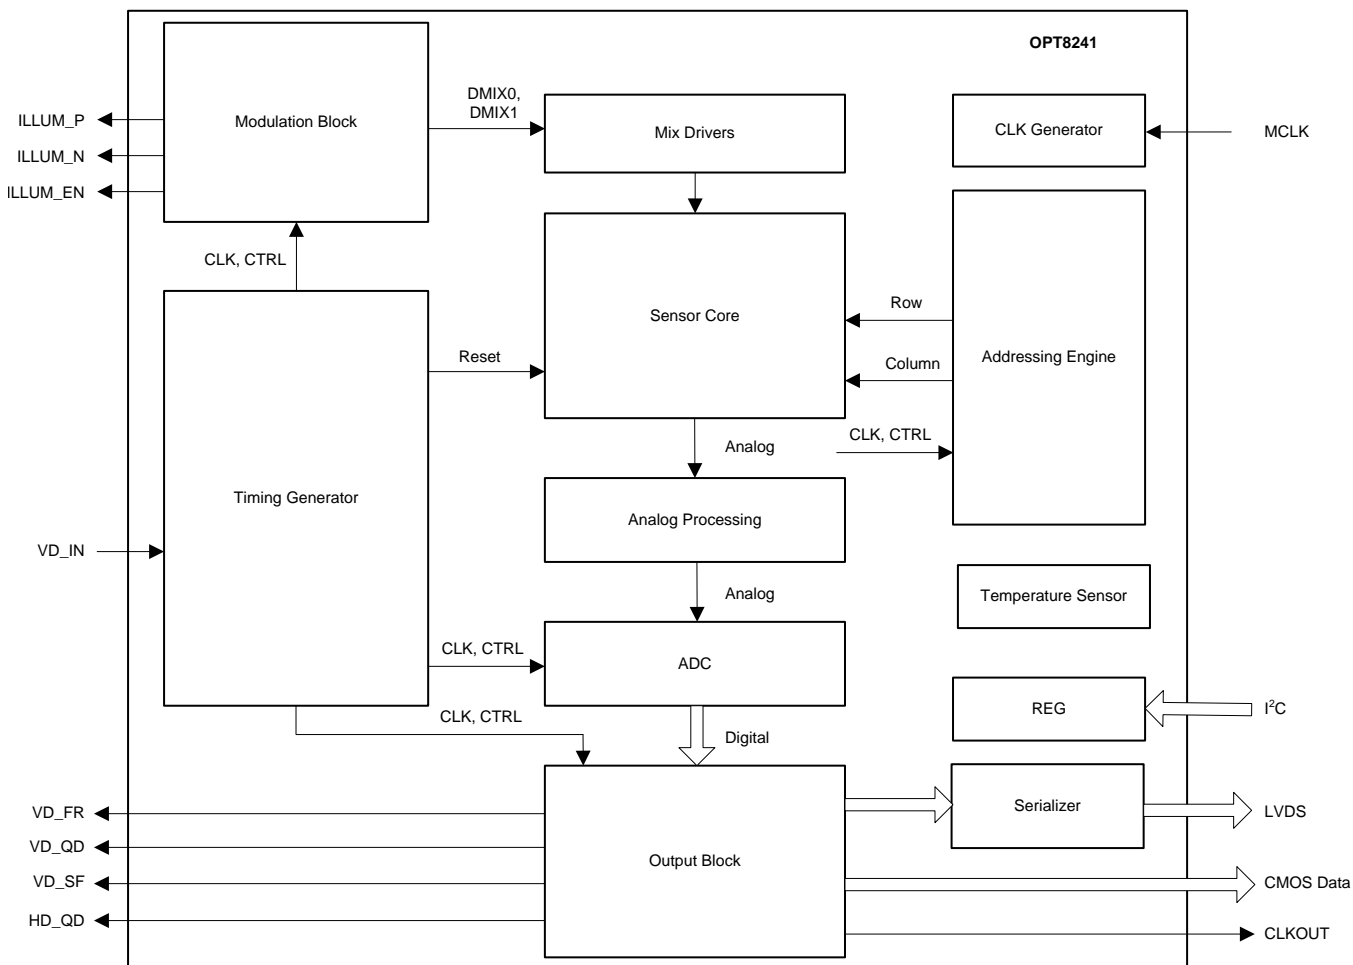 OPT8241
Modulation Block
DMIX0,
DMIX1
Mix Drivers
CLK Generator
MCLK
ILLUM_P
ILLUM_N
ILLUM_EN
CLK, CTRL
Sensor Core
Row
Column
Addressing Engine
Reset
CLK, CTRL
Analog
Timing Generator
Analog Processing
VD_IN
Analog
Temperature Sensor
CLK, CTRL
ADC
REG
I²C
CLK, CTRL
Digital
Serializer
LVDS
VD_FR
VD_QD
VD_SF
HD_QD
Output Block
CMOS Data
CLKOUT